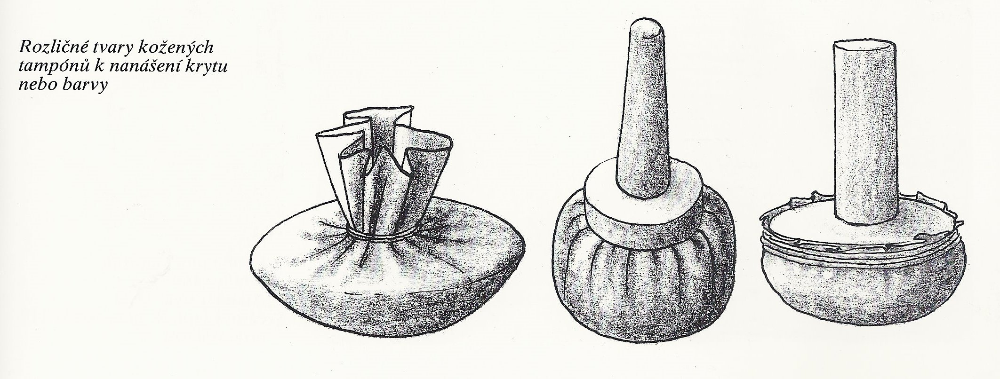 Rozličné tvary kožených
tampónů k nanášení krytu
nebo barvy